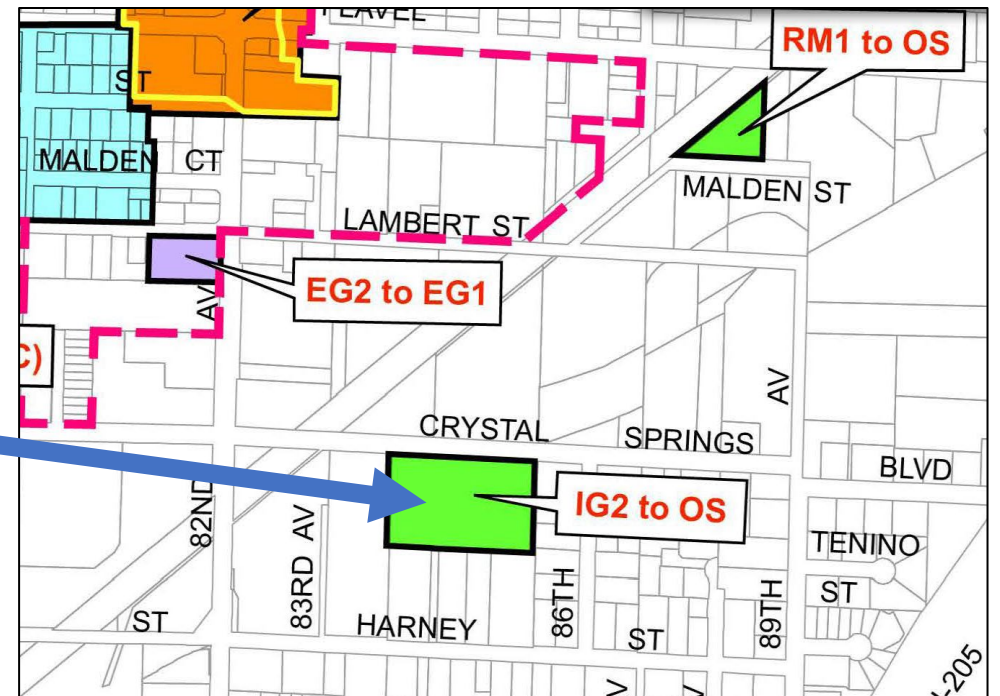 FLAVEL
RM1 to OS
ST
MALDEN CT
MALDEN ST
LAMBERT ST
EG2 to EG1
AV
C)
AV
CRYSTAL SPRINGS
BLVD
82ND
83RD AV
IG2 to OS
TENINO
ST
86TH
89TH
ST
HARNEY
ST
I-205